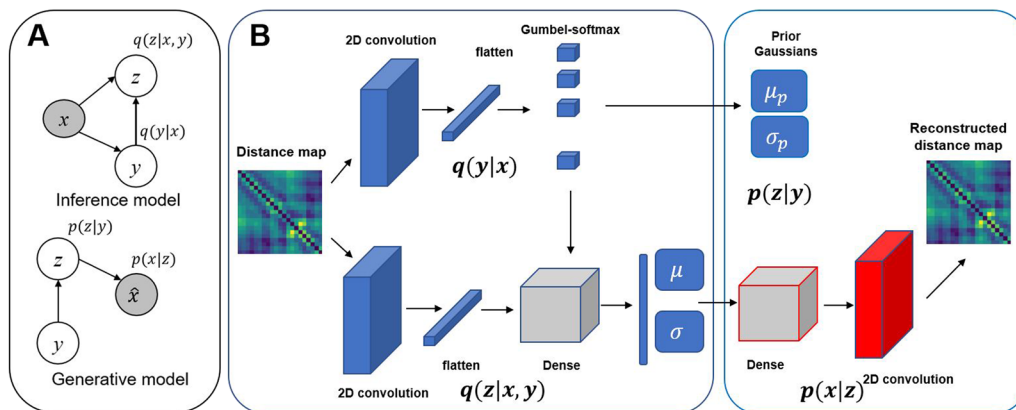 A
q(z|x, y)
z
x
q(y|x)
y
Inference model
p(z|y)
z
p(x|z)
x̂
y
Generative model
B
2D convolution
flatten
Gumbel-softmax
Distance map
q(y|x)
2D convolution
flatten
Dense
q(z|x, y)
μ
σ
Prior
Gaussians
μp
σp
p(z|y)
Reconstructed
distance map
Dense
p(x|z)
2D convolution